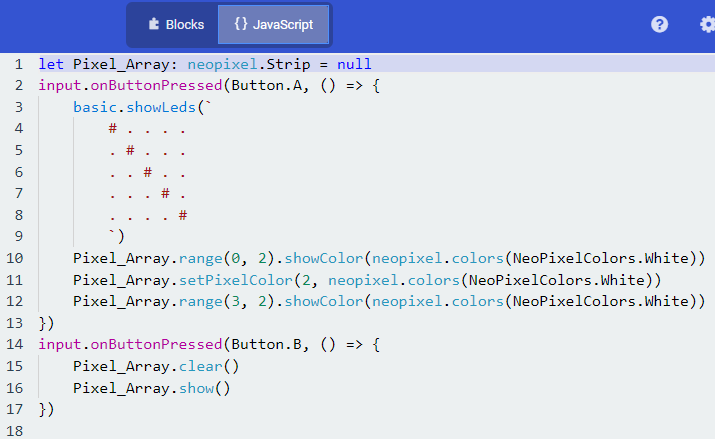 Blocks {} JavaScript ?
1 let Pixel_Array: neopixel.Strip = null
2 input.onButtonPressed(Button.A, () => {
3     basic.showLeds(`
4         # . . . .
5         . # . . .
6         . . # . .
7         . . . # .
8         . . . . #
9         `)
10     Pixel_Array.range(0, 2).showColor(neopixel.colors(NeoPixelColors.White))
11     Pixel_Array.setPixelColor(2, neopixel.colors(NeoPixelColors.White))
12     Pixel_Array.range(3, 2).showColor(neopixel.colors(NeoPixelColors.White))
13 })
14 input.onButtonPressed(Button.B, () => {
15     Pixel_Array.clear()
16     Pixel_Array.show()
17 })
18